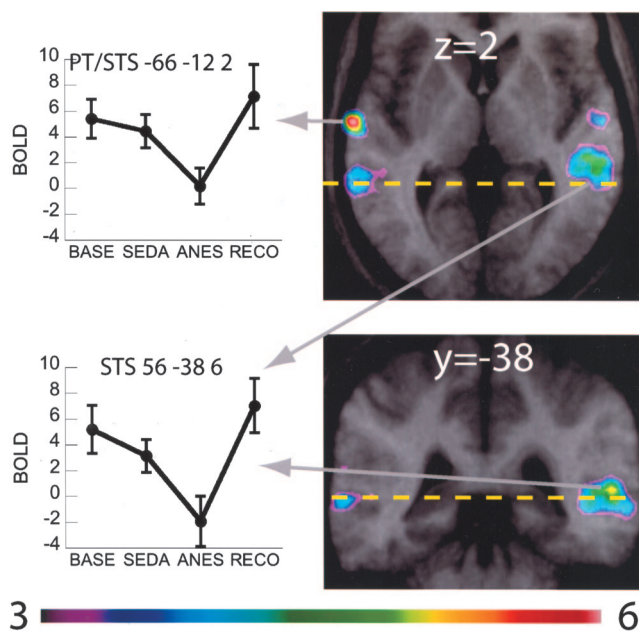 10
PT/STS -66 -12 2
8
6
4
2
0
-2
-4
BOLD
BASE SEDA ANES RECO
z=2
10
STS 56 -38 6
8
6
4
2
0
-2
-4
BOLD
BASE SEDA ANES RECO
y=-38
3 6